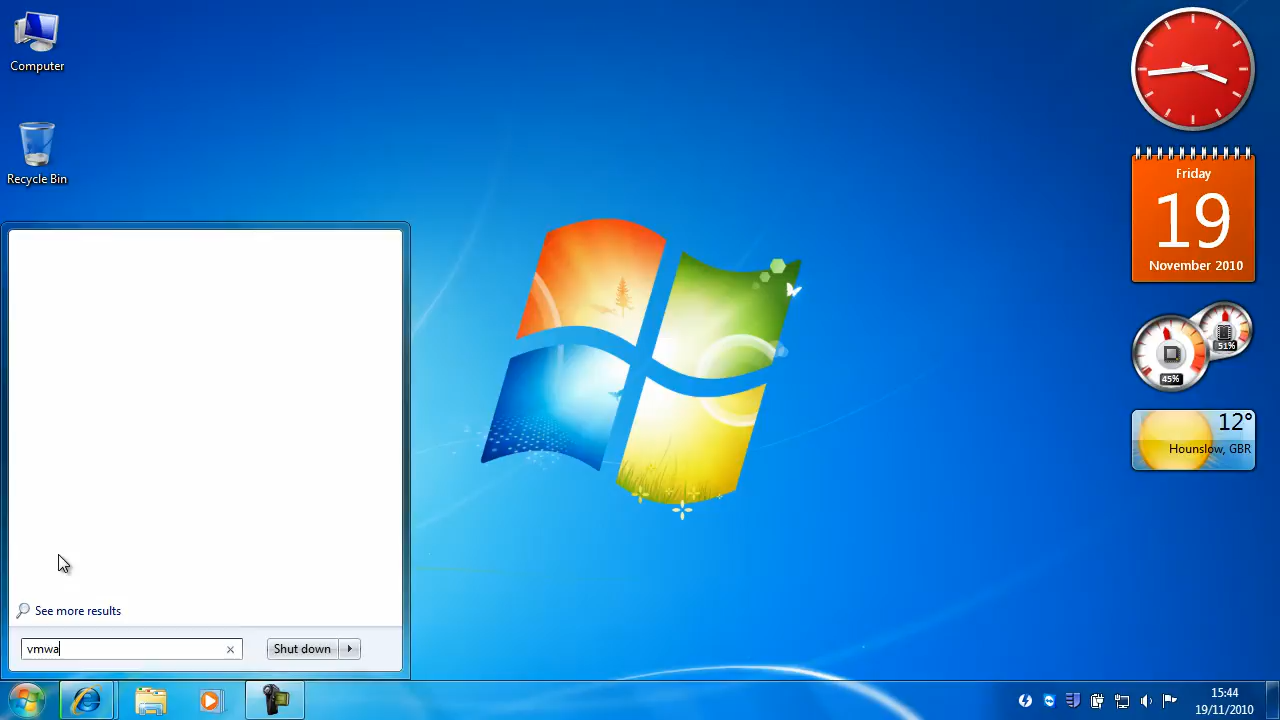 Computer
Recycle Bin
Friday
19
November 2010
51%
45%
12°
Hounslow, GBR
See more results
vmwa
Shut down
15:44
19/11/2010